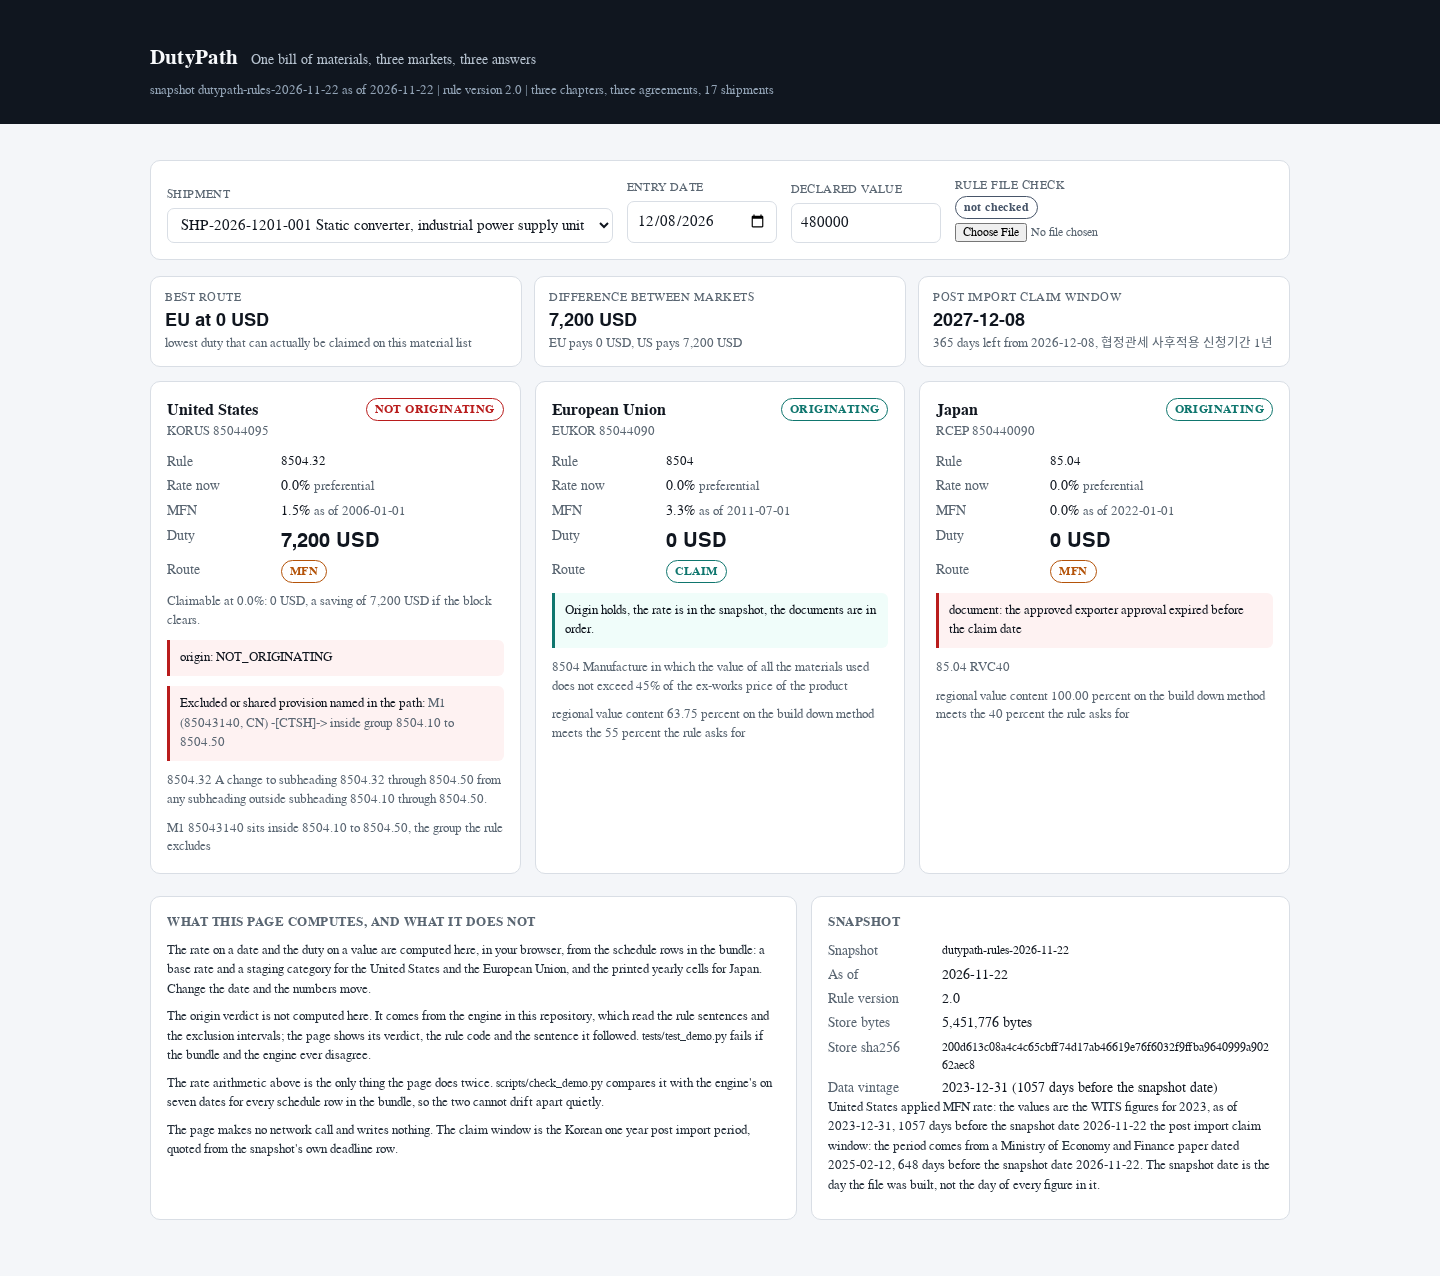 DutyPath One bill of materials, three markets, three answers
snapshot dutypath-rules-2026-11-22 as of 2026-11-22 | rule version 2.0 | three chapters, three agreements, 17 shipments
SHIPMENT
SHP-2026-1201-001 Static converter, industrial power supply unit
ENTRY DATE
12/08/2026
DECLARED VALUE
480000
RULE FILE CHECK
not checked
Choose File No file chosen
BEST ROUTE
EU at 0 USD
lowest duty that can actually be claimed on this material list
DIFFERENCE BETWEEN MARKETS
7,200 USD
EU pays 0 USD, US pays 7,200 USD
POST IMPORT CLAIM WINDOW
2027-12-08
365 days left from 2026-12-08, 협정관세 사후적용 신청기간 1년
United States NOT ORIGINATING
KORUS 85044095
Rule 8504.32
Rate now 0.0% preferential
MFN 1.5% as of 2006-01-01
Duty 7,200 USD
Route MFN
Claimable at 0.0%: 0 USD, a saving of 7,200 USD if the block
clears.
origin: NOT_ORIGINATING
Excluded or shared provision named in the path: M1
(85043140, CN) -[CTSH]-> inside group 8504.10 to
8504.50
8504.32 A change to subheading 8504.32 through 8504.50 from
any subheading outside subheading 8504.10 through 8504.50.
M1 85043140 sits inside 8504.10 to 8504.50, the group the rule
excludes
European Union ORIGINATING
EUKOR 85044090
Rule 8504
Rate now 0.0% preferential
MFN 3.3% as of 2011-07-01
Duty 0 USD
Route CLAIM
Origin holds, the rate is in the snapshot, the documents are in
order.
8504 Manufacture in which the value of all the materials used
does not exceed 45% of the ex-works price of the product
regional value content 63.75 percent on the build down method
meets the 55 percent the rule asks for
Japan ORIGINATING
RCEP 850440090
Rule 85.04
Rate now 0.0% preferential
MFN 0.0% as of 2022-01-01
Duty 0 USD
Route MFN
document: the approved exporter approval expired before
the claim date
85.04 RVC40
regional value content 100.00 percent on the build down method
meets the 40 percent the rule asks for
WHAT THIS PAGE COMPUTES, AND WHAT IT DOES NOT
The rate on a date and the duty on a value are computed here, in your browser, from the schedule rows in the bundle: a
base rate and a staging category for the United States and the European Union, and the printed yearly cells for Japan.
Change the date and the numbers move.
The origin verdict is not computed here. It comes from the engine in this repository, which read the rule sentences and
the exclusion intervals; the page shows its verdict, the rule code and the sentence it followed. tests/test_demo.py fails if
the bundle and the engine ever disagree.
The rate arithmetic above is the only thing the page does twice. scripts/check_demo.py compares it with the engine's on
seven dates for every schedule row in the bundle, so the two cannot drift apart quietly.
The page makes no network call and writes nothing. The claim window is the Korean one year post import period,
quoted from the snapshot's own deadline row.
SNAPSHOT
Snapshot dutypath-rules-2026-11-22
As of 2026-11-22
Rule version 2.0
Store bytes 5,451,776 bytes
Store sha256 200d613c08a4c4c65cbff74d17ab46619e76f6032f9ffba9640999a902
62aec8
Data vintage 2023-12-31 (1057 days before the snapshot date)
United States applied MFN rate: the values are the WITS figures for 2023, as of
2023-12-31, 1057 days before the snapshot date 2026-11-22 the post import claim
window: the period comes from a Ministry of Economy and Finance paper dated
2025-02-12, 648 days before the snapshot date 2026-11-22. The snapshot date is the
day the file was built, not the day of every figure in it.